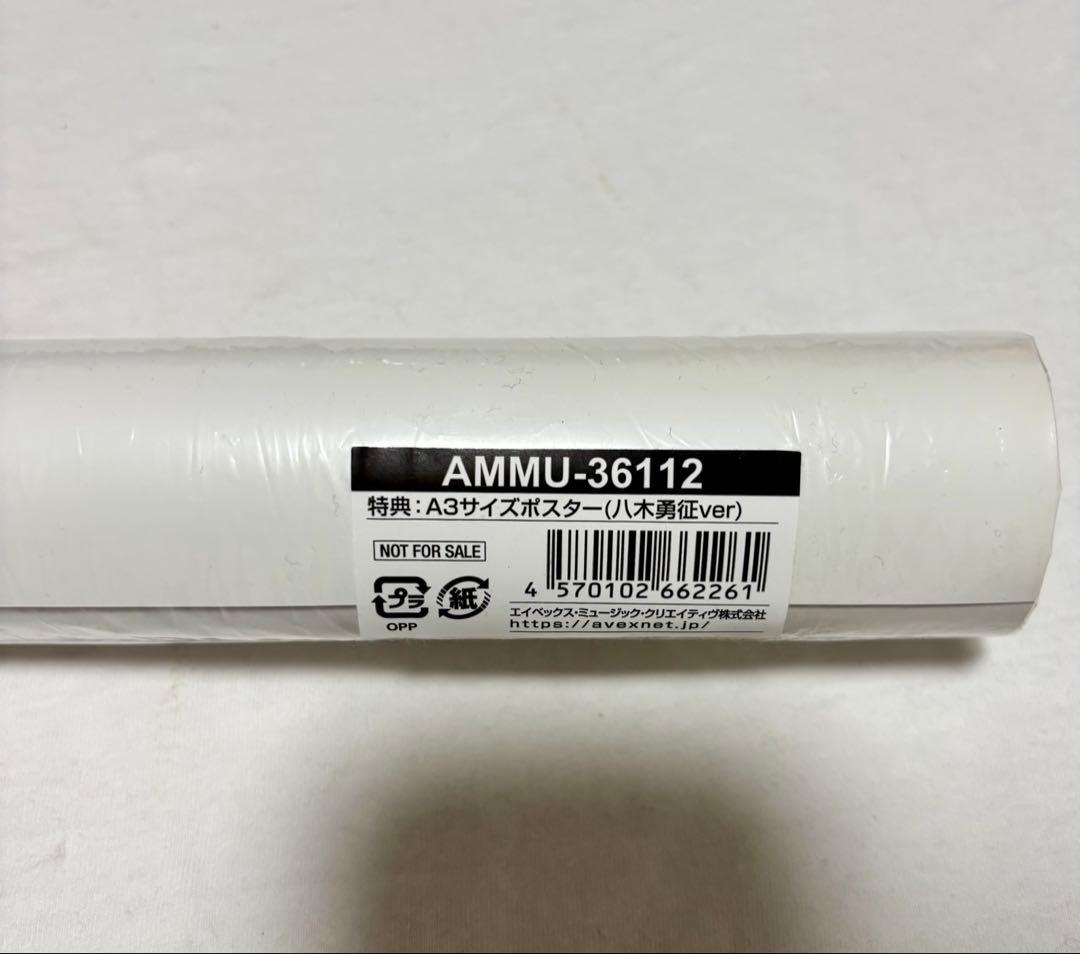 AMMU-36112
特典:A3サイズポスター(八木勇征ver)
NOT FOR SALE
4 570102 662261
プラ 紙
OPP
エイベックス・ミュージック・クリエイティヴ株式会社
https://avexnet.jp/